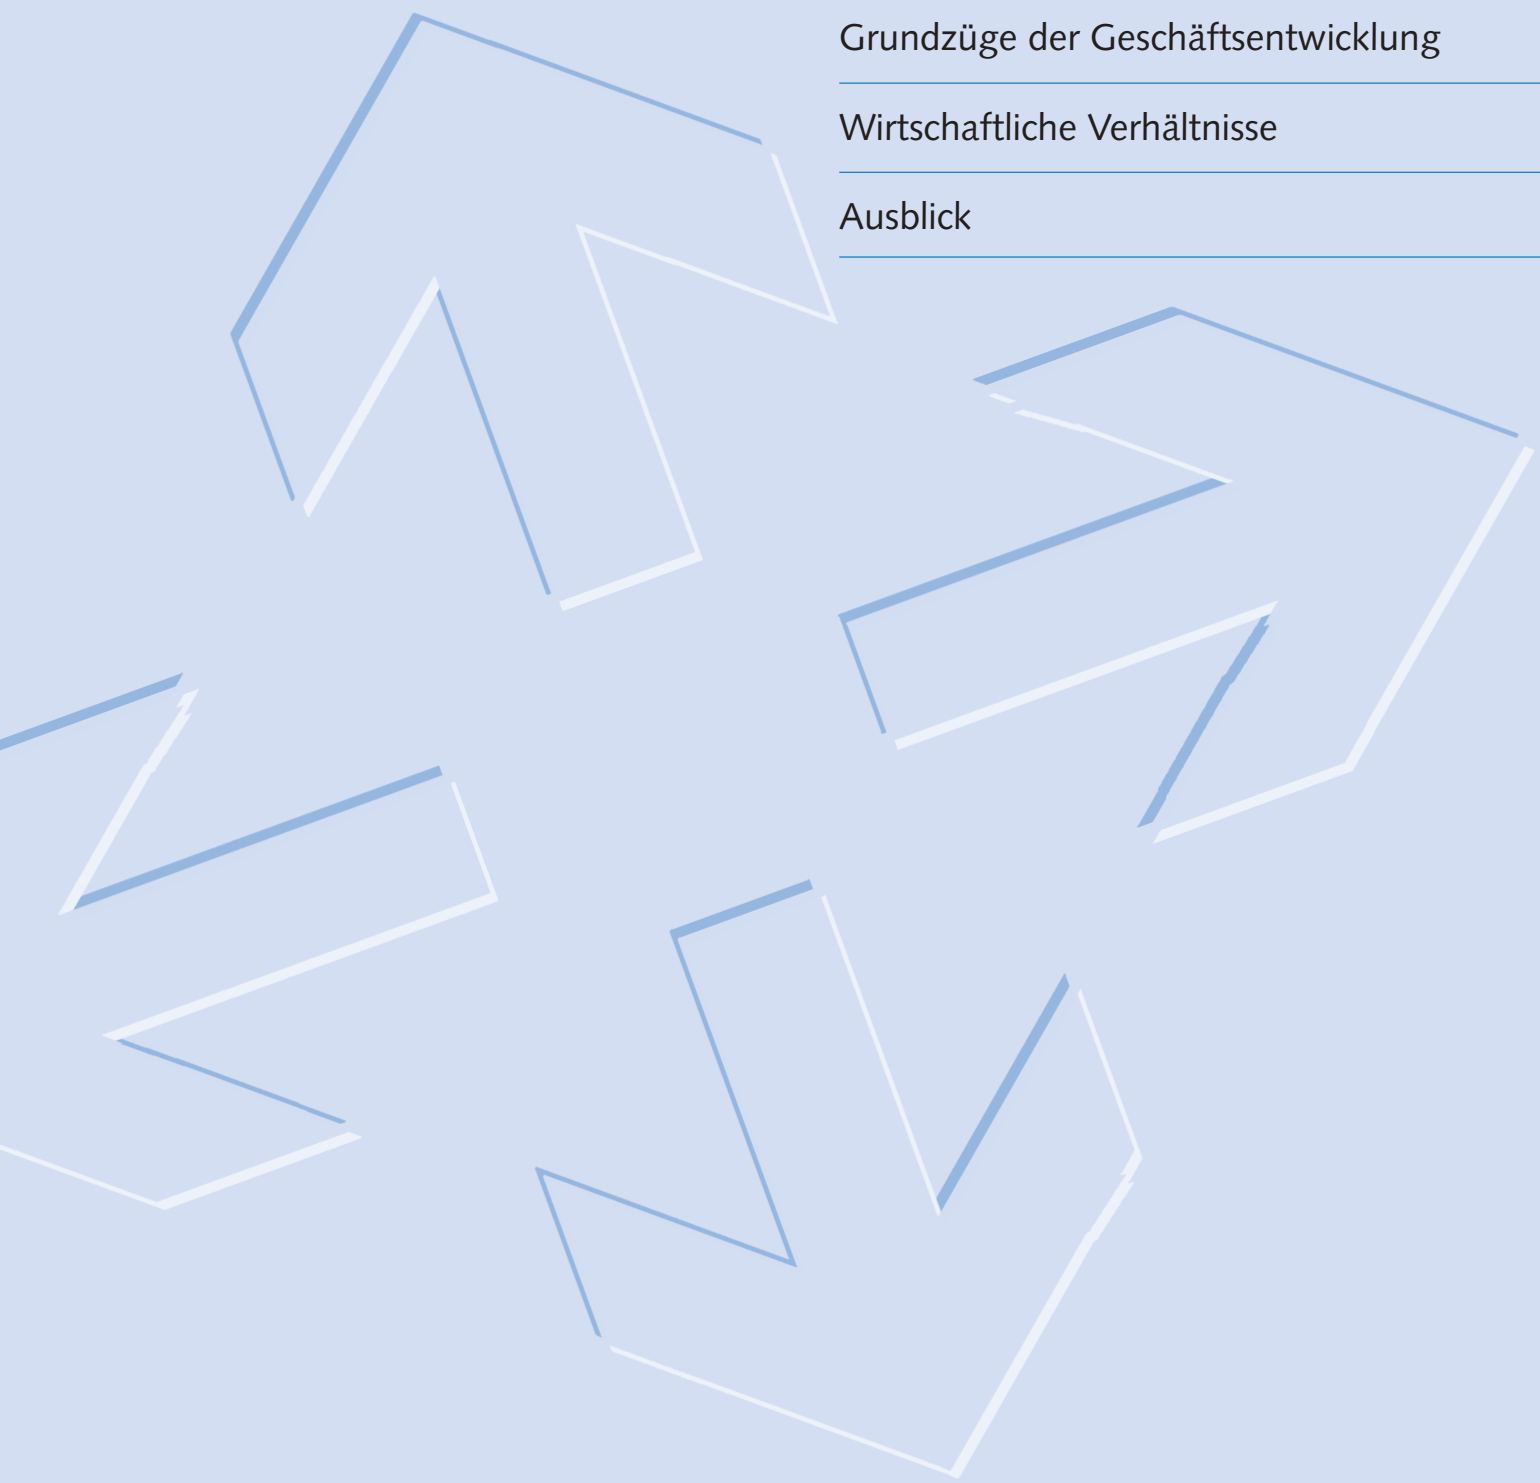 Grundzüge der Geschäftsentwicklung
Wirtschaftliche Verhältnisse
Ausblick